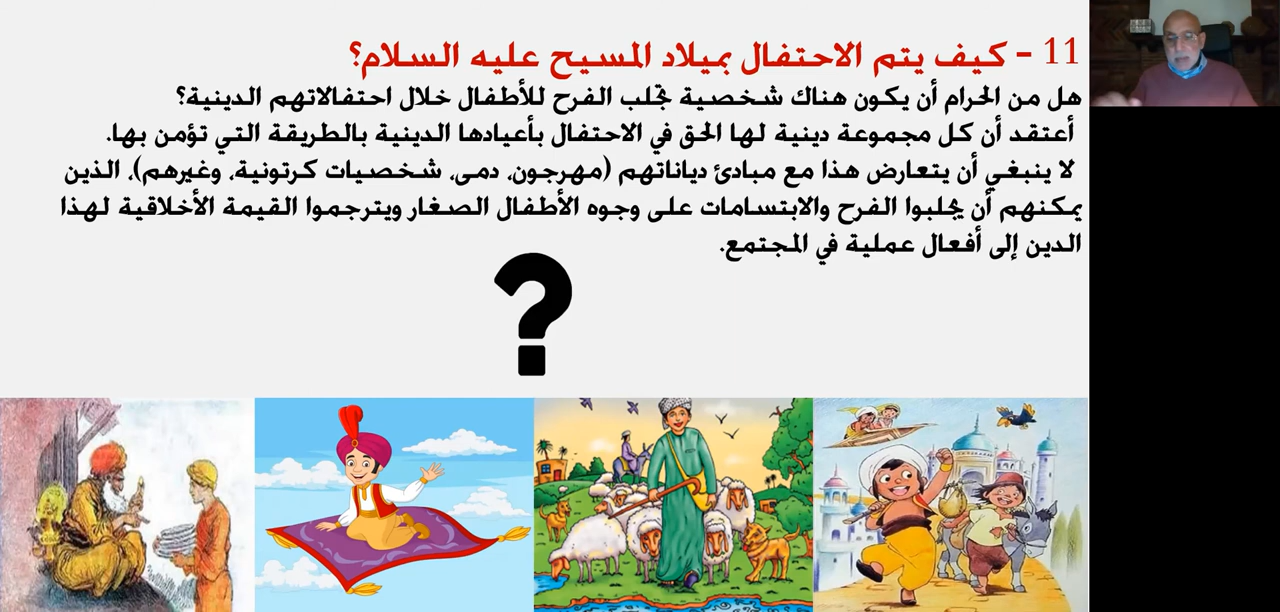 11 - كيف يتم الاحتفال بميلاد المسيح عليه السلام؟
هل من الحرام أن يكون هناك شخصية تجلب الفرح للأطفال خلال احتفالاتهم الدينية؟
أعتقد أن كل مجموعة دينية لها الحق في الاحتفال بأعيادها الدينية بالطريقة التي تؤمن بها.
لا ينبغي أن يتعارض هذا مع مبادئ دياناتهم (مهرجون، دمى، شخصيات كرتونية، وغيرهم)، الذين
يمكنهم أن يجلبوا الفرح والابتسامات على وجوه الأطفال الصغار ويترجموا القيمة الأخلاقية لهذا
الدين إلى أفعال عملية في المجتمع.
?